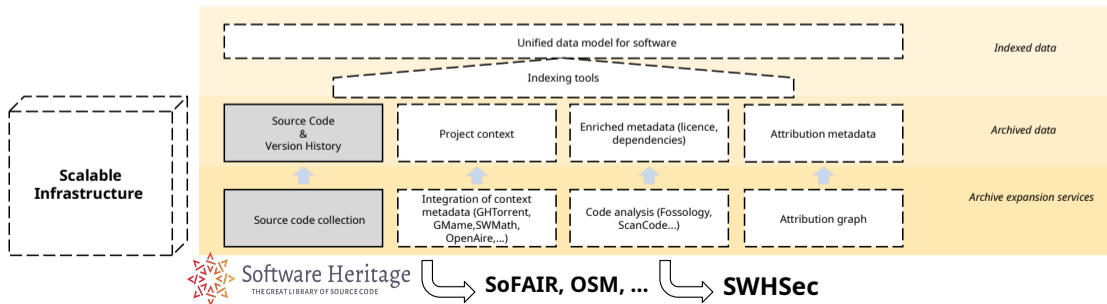 Unified data model for software
Indexed data
Indexing tools
Scalable
Infrastructure
Source Code
&
Version History
Project context
Enriched metadata (licence,
dependencies)
Attribution metadata
Archived data
Source code collection
Integration of context
metadata (GHTorrent,
GMame,SWMath,
OpenAire,...)
Code analysis (Fossology,
ScanCode...)
Attribution graph
Archive expansion services
Software Heritage
THE GREAT LIBRARY OF SOURCE CODE
SoFAIR, OSM, ...
SWHSec